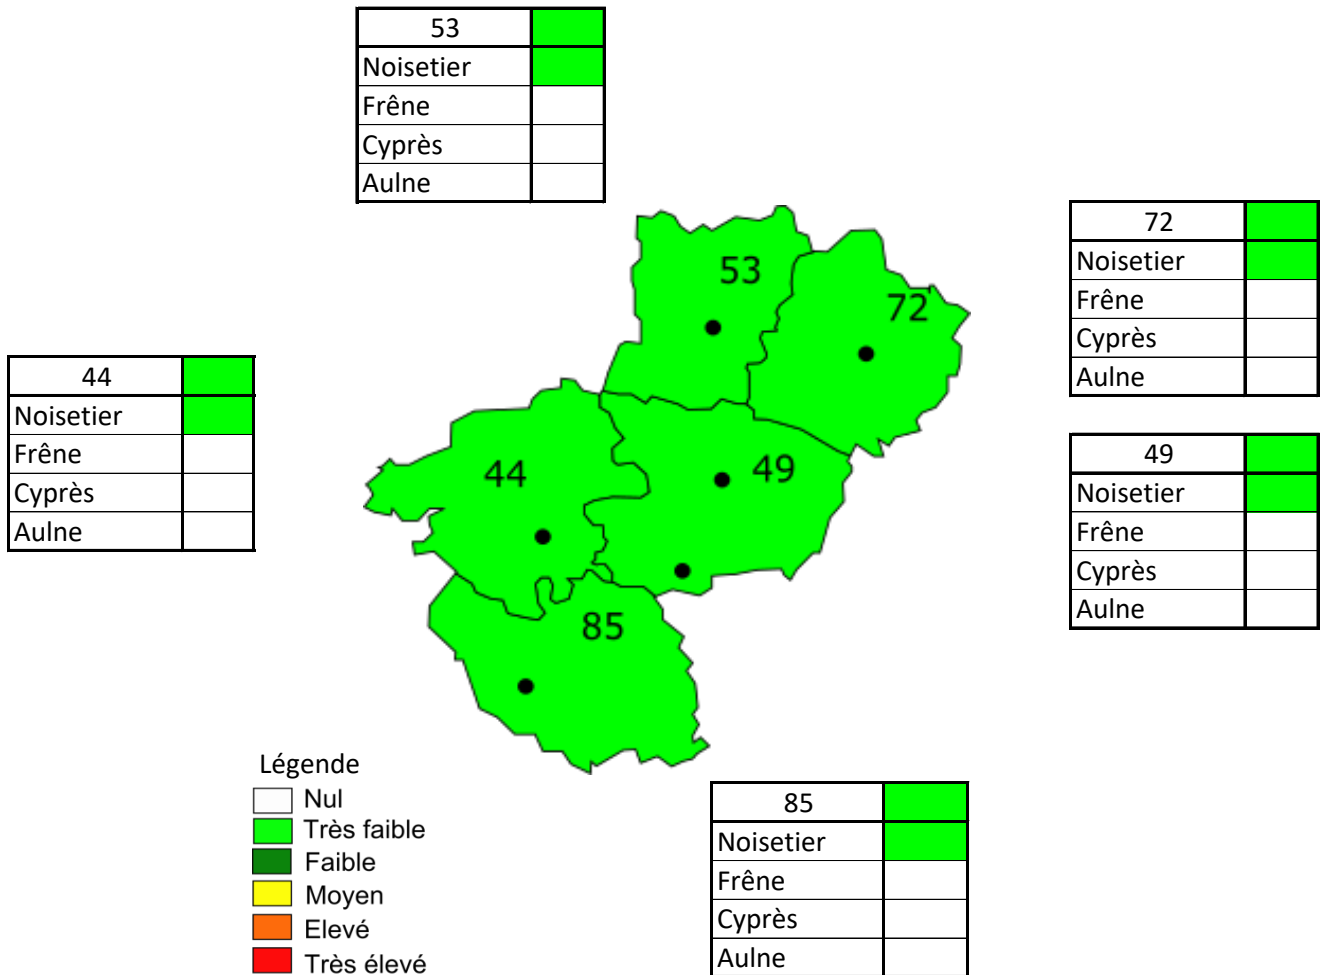 53
Noisetier
Frêne
Cyprès
Aulne
72
Noisetier
Frêne
Cyprès
Aulne
53
72
44
Noisetier
Frêne
Cyprès
Aulne
44
49
49
Noisetier
Frêne
Cyprès
Aulne
85
Légende
Nul
Très faible
Faible
Moyen
Elevé
Très élevé
85
Noisetier
Frêne
Cyprès
Aulne